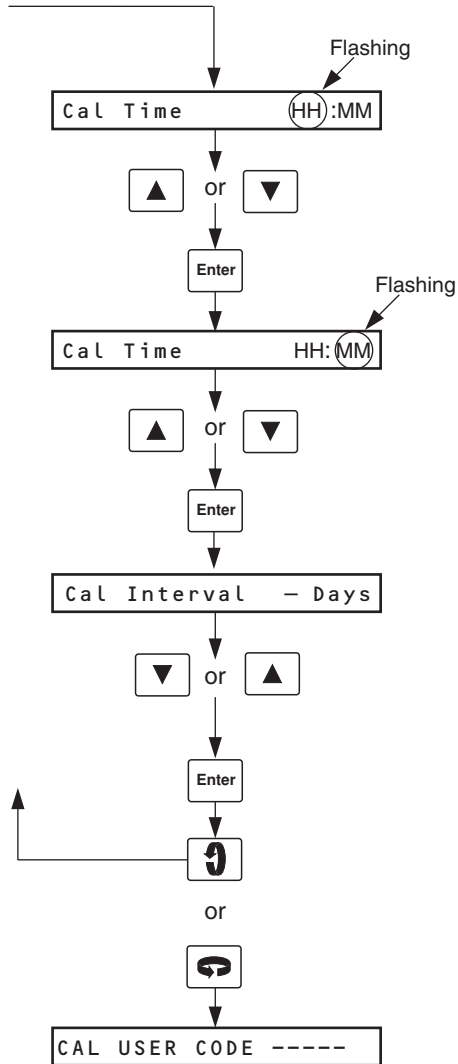 Flashing
Cal Time HH :MM
or
Enter
Flashing
Cal Time HH: MM
or
Enter
Cal Interval – Days
or
Enter
or
CAL USER CODE -----